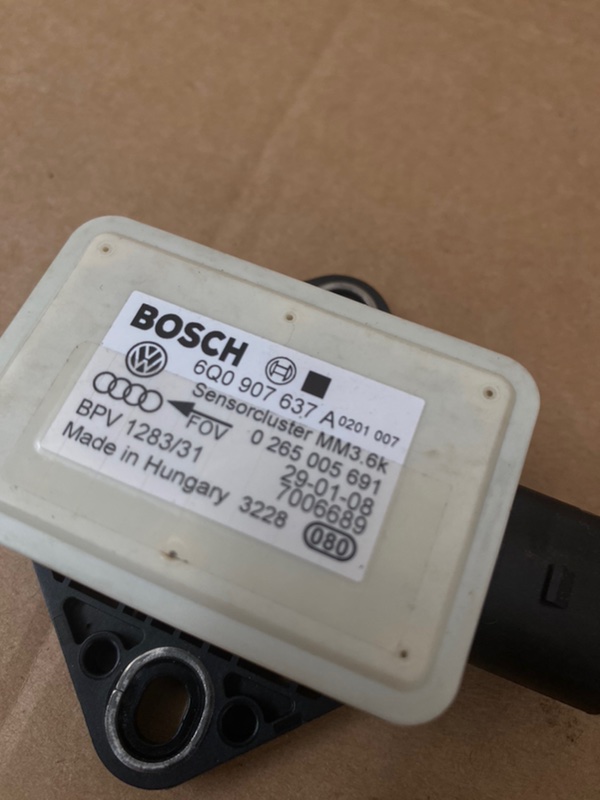 BOSCH
6Q0 907 637 A 0201 007
Sensorcluster MM3.6k
FOV 0 265 005 691
BPV 1283/31 29-01-08
7006689
Made in Hungary 3228 080